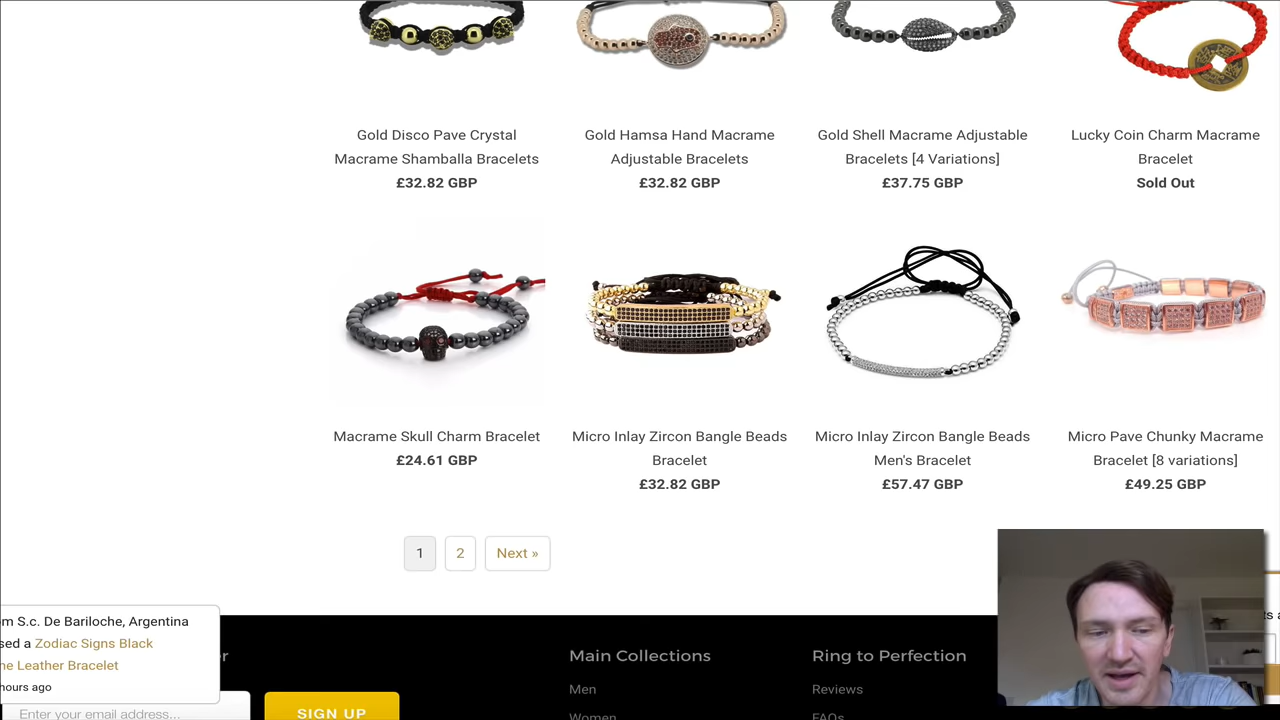 Gold Disco Pave Crystal
Macrame Shamballa Bracelets
£32.82 GBP
Gold Hamsa Hand Macrame
Adjustable Bracelets
£32.82 GBP
Gold Shell Macrame Adjustable
Bracelets [4 Variations]
£37.75 GBP
Lucky Coin Charm Macrame
Bracelet
Sold Out
Macrame Skull Charm Bracelet
£24.61 GBP
Micro Inlay Zircon Bangle Beads
Bracelet
£32.82 GBP
Micro Inlay Zircon Bangle Beads
Men's Bracelet
£57.47 GBP
Micro Pave Chunky Macrame
Bracelet [8 variations]
£49.25 GBP
1 2 Next »
S.c. De Bariloche, Argentina
a Zodiac Signs Black
Leather Bracelet
hours ago
Enter your email address...
SIGN UP
Main Collections
Men
Women
Ring to Perfection
Reviews
FAQs